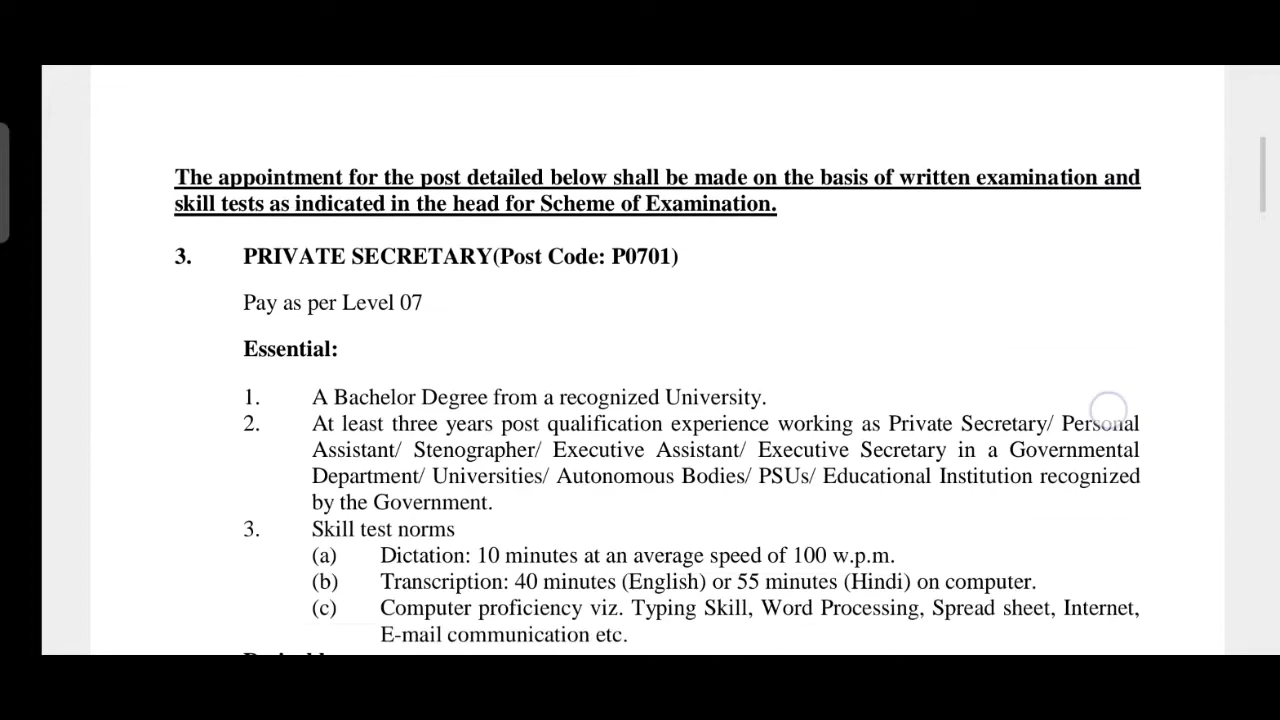 The appointment for the post detailed below shall be made on the basis of written examination and
skill tests as indicated in the head for Scheme of Examination.
3. PRIVATE SECRETARY(Post Code: P0701)
Pay as per Level 07
Essential:
1. A Bachelor Degree from a recognized University.
2. At least three years post qualification experience working as Private Secretary/ Personal
Assistant/ Stenographer/ Executive Assistant/ Executive Secretary in a Governmental
Department/ Universities/ Autonomous Bodies/ PSUs/ Educational Institution recognized
by the Government.
3. Skill test norms
(a) Dictation: 10 minutes at an average speed of 100 w.p.m.
(b) Transcription: 40 minutes (English) or 55 minutes (Hindi) on computer.
(c) Computer proficiency viz. Typing Skill, Word Processing, Spread sheet, Internet,
E-mail communication etc.